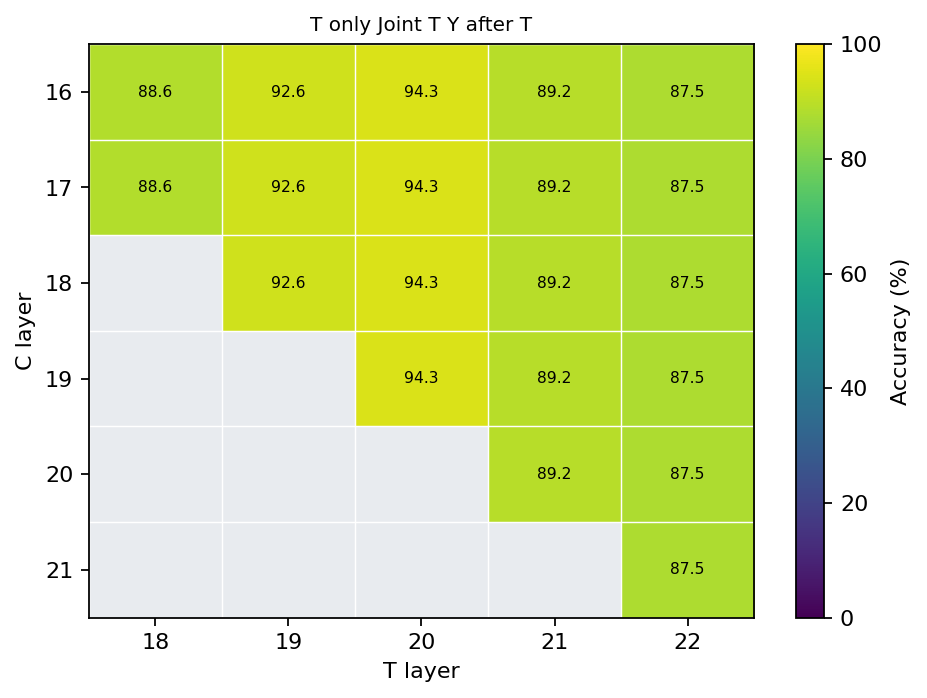 T only Joint T Y after T
16 88.6 92.6 94.3 89.2 87.5
17 88.6 92.6 94.3 89.2 87.5
18 92.6 94.3 89.2 87.5
19 94.3 89.2 87.5
20 89.2 87.5
21 87.5
C layer
18 19 20 21 22
T layer
100
80
60
40
20
0
Accuracy (%)